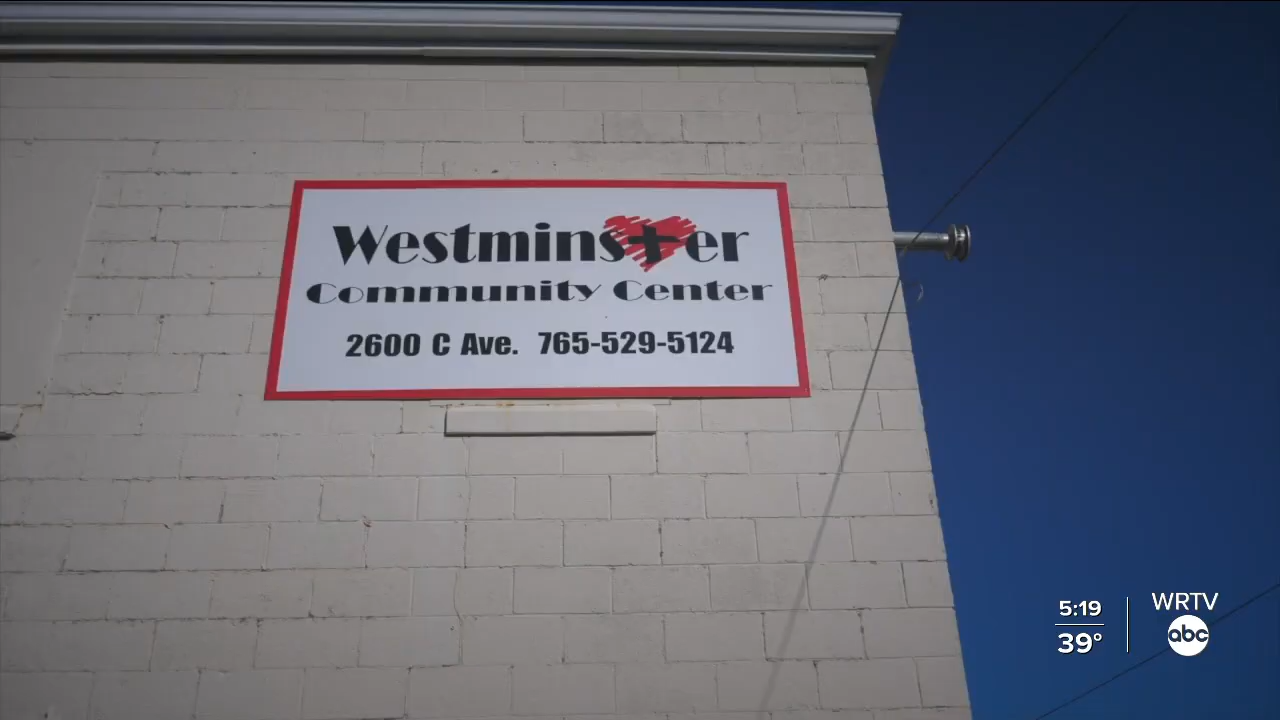 Westminster
Community Center
2600 C Ave. 765-529-5124
5:19
39°
WRTV
abc